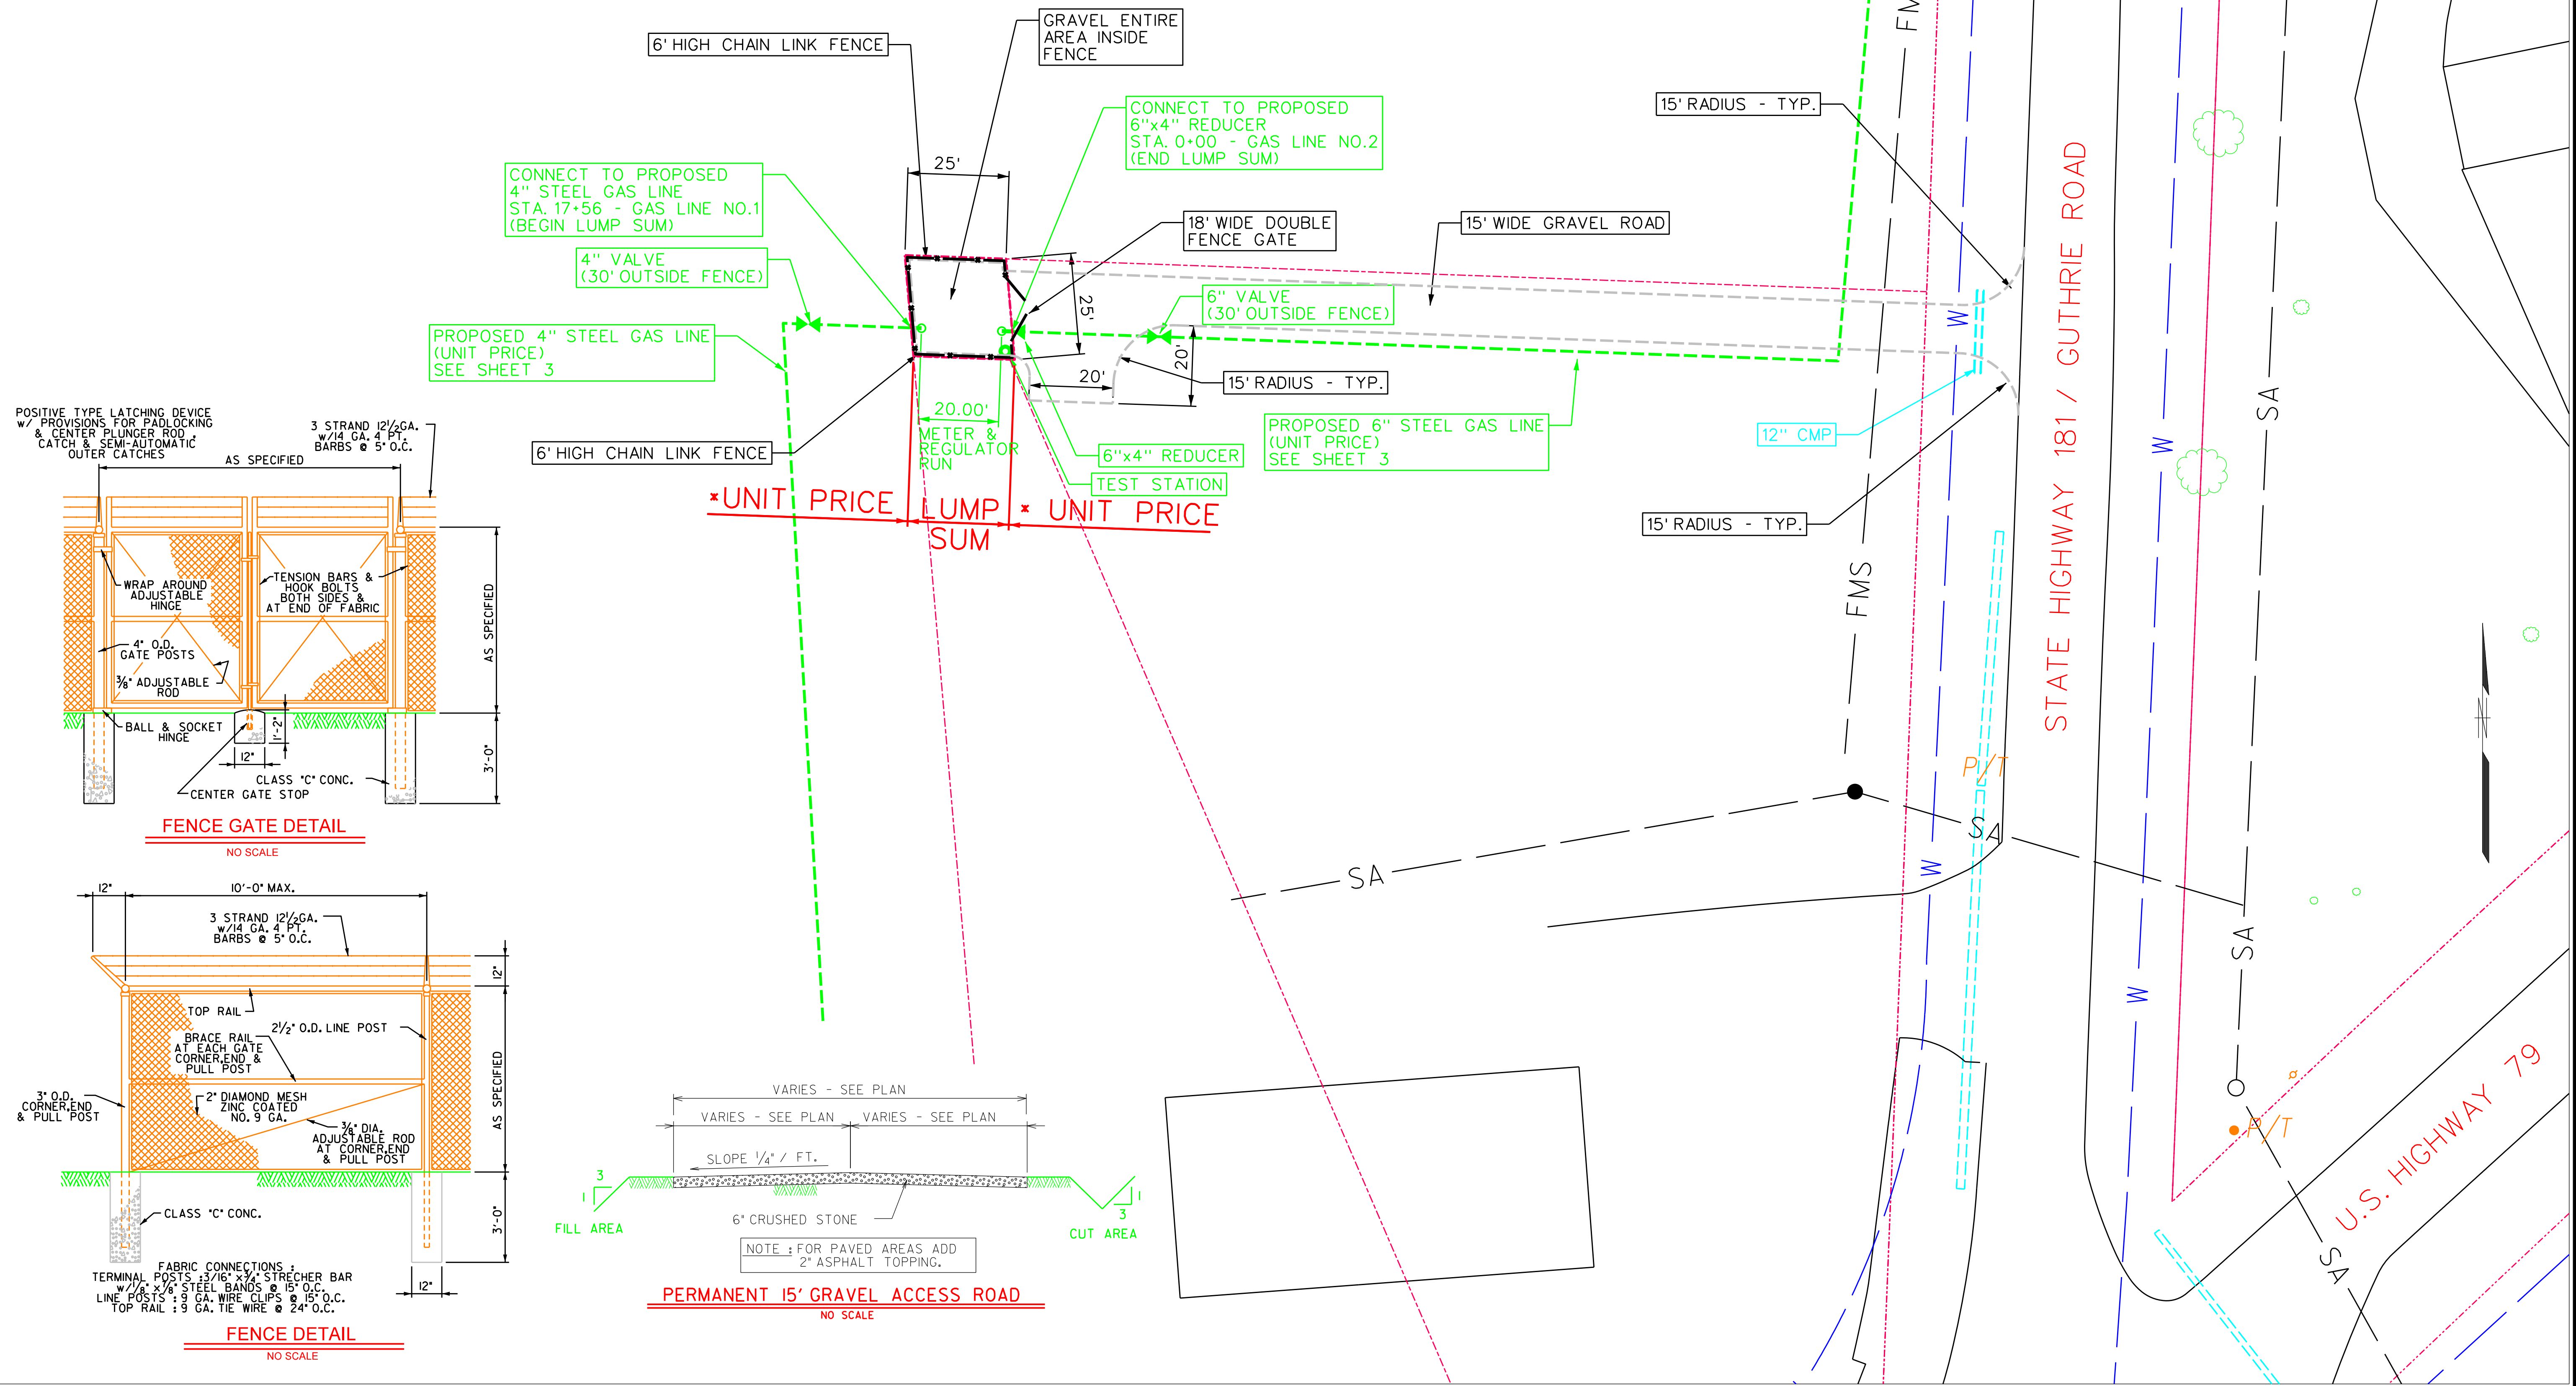 6' HIGH CHAIN LINK FENCE
GRAVEL ENTIRE
AREA INSIDE
FENCE
CONNECT TO PROPOSED
6"x4" REDUCER
STA. 0+00 - GAS LINE NO.2
(END LUMP SUM)
15' RADIUS - TYP.
FMS
CONNECT TO PROPOSED
4" STEEL GAS LINE
STA. 17+56 - GAS LINE NO.1
(BEGIN LUMP SUM)
25'
18' WIDE DOUBLE
FENCE GATE
15' WIDE GRAVEL ROAD
4" VALVE
(30' OUTSIDE FENCE)
25'
6" VALVE
(30' OUTSIDE FENCE)
PROPOSED 4" STEEL GAS LINE
(UNIT PRICE)
SEE SHEET 3
20'
20'
15' RADIUS - TYP.
20.00'
METER &
REGULATOR
RUN
6' HIGH CHAIN LINK FENCE
6"x4" REDUCER
TEST STATION
PROPOSED 6" STEEL GAS LINE
(UNIT PRICE)
SEE SHEET 3
12" CMP
15' RADIUS - TYP.
*UNIT PRICE
LUMP
SUM
* UNIT PRICE
STATE HIGHWAY 181 / GUTHRIE ROAD
W
W
W
W
FMS
SA
SA
SA
SA
SA
P/T
P/T
N
U.S. HIGHWAY 79
POSITIVE TYPE LATCHING DEVICE
w/ PROVISIONS FOR PADLOCKING
& CENTER PLUNGER ROD,
CATCH & SEMI-AUTOMATIC
OUTER CATCHES
3 STRAND 12 1/2 GA.
w/14 GA. 4 PT.
BARBS @ 5" O.C.
AS SPECIFIED
WRAP AROUND
ADJUSTABLE
HINGE
TENSION BARS &
HOOK BOLTS
BOTH SIDES &
AT END OF FABRIC
AS SPECIFIED
4" O.D.
GATE POSTS
3/8" ADJUSTABLE
ROD
BALL & SOCKET
HINGE
1'-2"
12"
3'-0"
CLASS "C" CONC.
CENTER GATE STOP
FENCE GATE DETAIL
NO SCALE
12"
10'-0" MAX.
3 STRAND 12 1/2 GA.
w/14 GA. 4 PT.
BARBS @ 5" O.C.
12"
TOP RAIL
2 1/2" O.D. LINE POST
BRACE RAIL
AT EACH GATE
CORNER,END &
PULL POST
AS SPECIFIED
3" O.D.
CORNER,END
& PULL POST
2" DIAMOND MESH
ZINC COATED
NO. 9 GA.
3/8" DIA.
ADJUSTABLE ROD
AT CORNER,END
& PULL POST
CLASS "C" CONC.
3'-0"
12"
FABRIC CONNECTIONS :
TERMINAL POSTS :3/16" x 3/4" STRECHER BAR
w/ 1/8" x 7/8" STEEL BANDS @ 15" O.C.
LINE POSTS : 9 GA. WIRE CLIPS @ 15" O.C.
TOP RAIL : 9 GA. TIE WIRE @ 24" O.C.
FENCE DETAIL
NO SCALE
VARIES - SEE PLAN
VARIES - SEE PLAN
VARIES - SEE PLAN
SLOPE 1/4" / FT.
3
1
1
3
6" CRUSHED STONE
FILL AREA
CUT AREA
NOTE : FOR PAVED AREAS ADD
2" ASPHALT TOPPING.
PERMANENT 15' GRAVEL ACCESS ROAD
NO SCALE